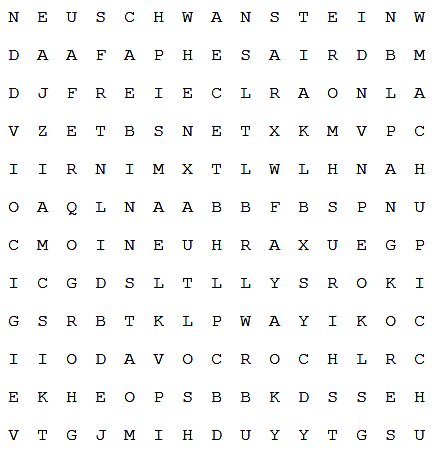 N E U S C H W A N S T E I N W
D A A F A P H E S A I R D B M
D J F R E I E C L R A O N L A
V Z E T B S N E T X K M V P C
I I R N I M X T L W L H N A H
O A Q L N A A B B F B S P N U
C M O I N E U H R A X U E G P
I C G D S L T L L Y S R O K I
G S R B T K L P W A Y I K O C
I I O D A V O C R O C H L R C
E K H E O P S B B K D S S E H
V T G J M I H D U Y Y T G S U